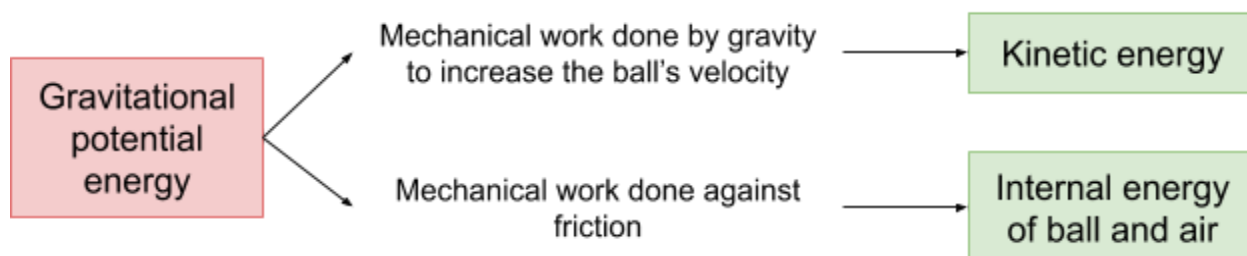 Gravitational
potential
energy
Mechanical work done by gravity
to increase the ball's velocity
Kinetic energy
Mechanical work done against
friction
Internal energy
of ball and air